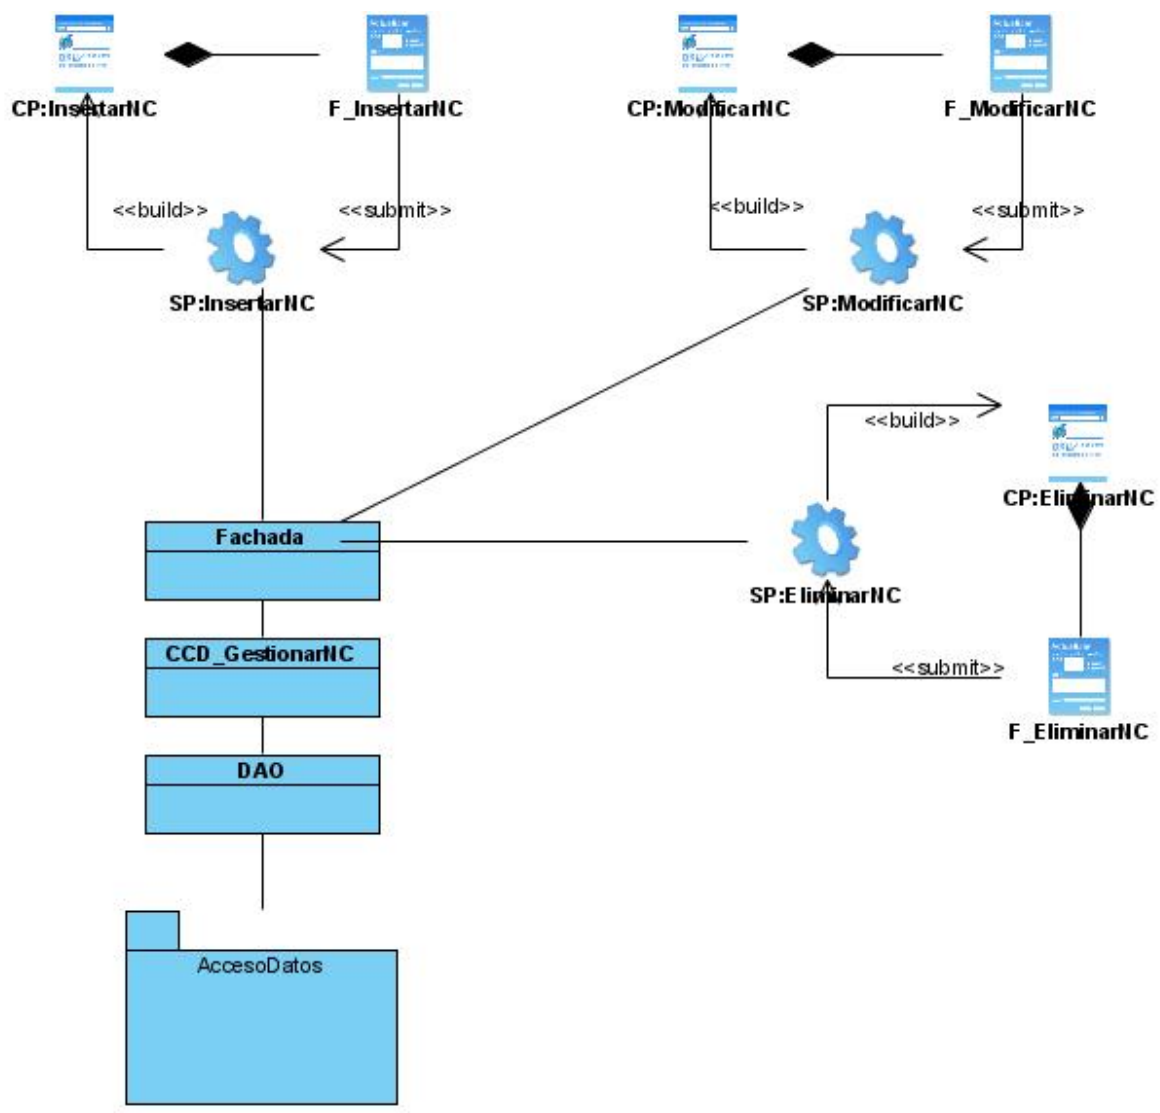 CP:InsertarNC
F_InsertarNC
CP:ModificarNC
F_ModificarNC
<<build>>
<<submit>>
<<build>>
<<submit>>
SP:InsertarNC
SP:ModificarNC
<<build>>
CP:EliminarNC
Fachada
SP:EliminarNC
CCD_GestionarNC
<<submit>>
F_EliminarNC
DAO
AccesoDatos